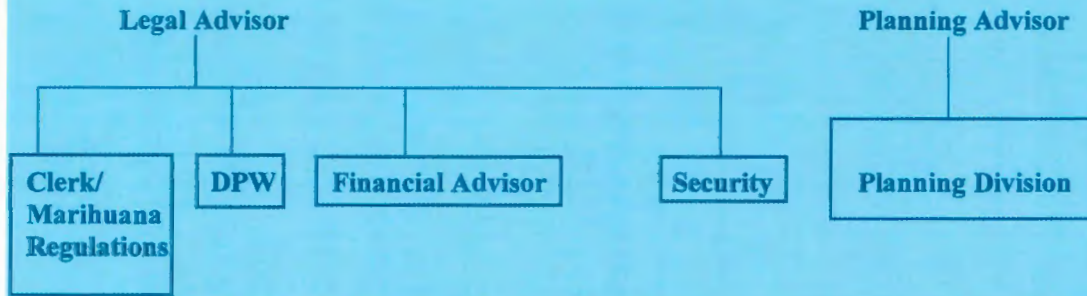 Legal Advisor
Planning Advisor
Clerk/
Marihuana
Regulations
DPW
Financial Advisor
Security
Planning Division